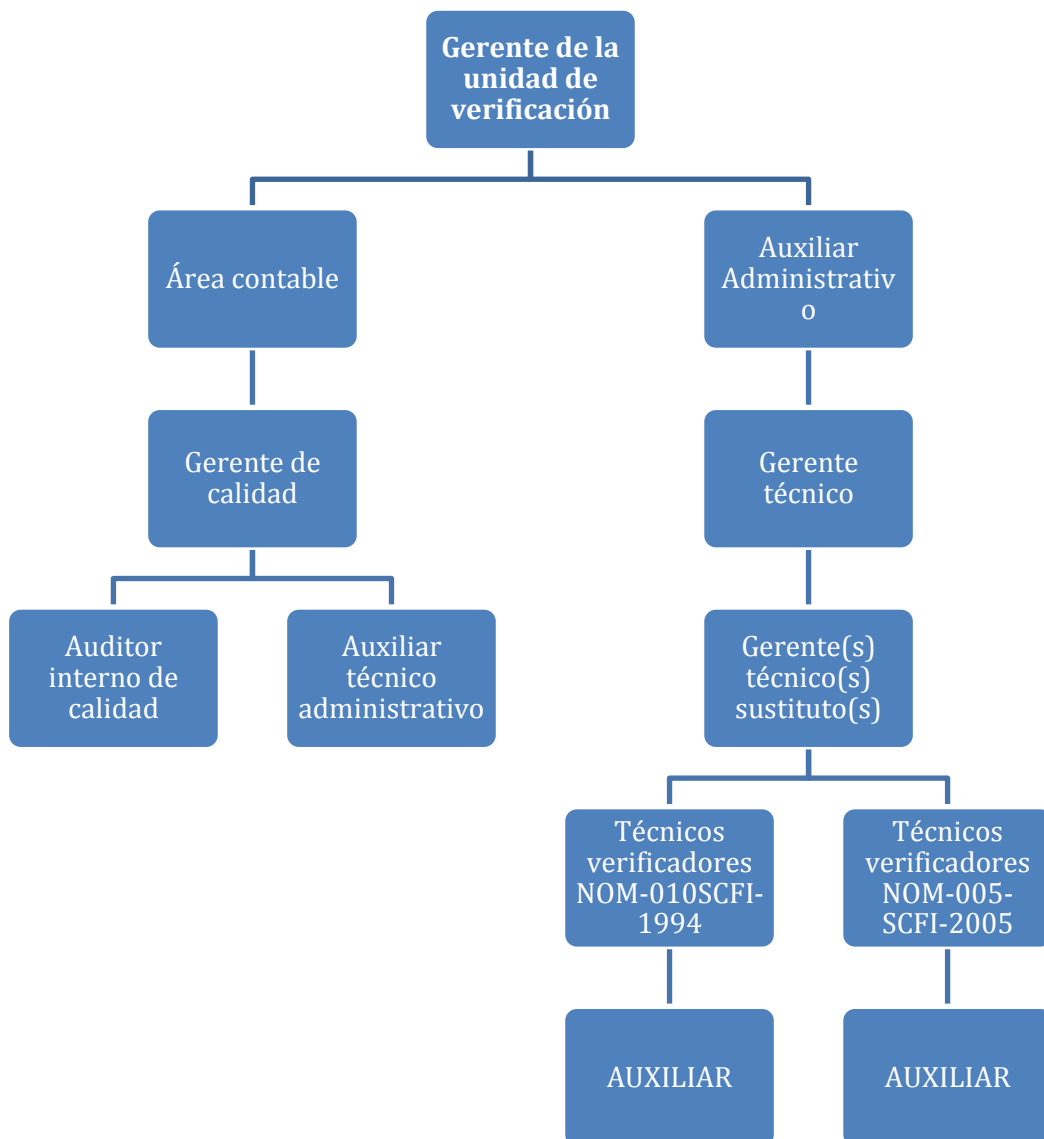 Gerente de la
unidad de
verificación
Área contable
Auxiliar
Administrativ
o
Gerente de
calidad
Gerente
técnico
Auditor
interno de
calidad
Auxiliar
técnico
administrativo
Gerente(s)
técnico(s)
sustituto(s)
Técnicos
verificadores
NOM-010SCFI-
1994
Técnicos
verificadores
NOM-005-
SCFI-2005
AUXILIAR
AUXILIAR